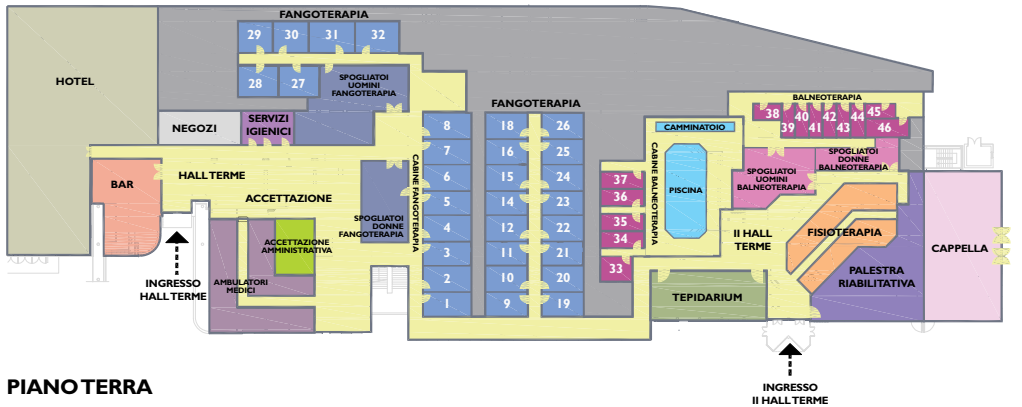 FANGOTERAPIA
29
30
31
32
28
27
SPOGLIATOI
UOMINI
FANGOTERAPIA
HOTEL
NEGOZI
SERVIZI
IGIENICI
BAR
HALL TERME
ACCETTAZIONE
ACCETTAZIONE
AMMINISTRATIVA
AMBULATORI
MEDICI
INGRESSO
HALL TERME
SPOGLIATOI
DONNE
FANGOTERAPIA
CABINE FANGOTERAPIA
8
7
6
5
4
3
2
1
FANGOTERAPIA
18
16
15
14
12
11
10
9
26
25
24
23
22
21
20
19
37
36
35
34
33
CABINE BALNEOTERAPIA
CAMMINATOIO
PISCINA
BALNEOTERAPIA
38
39
40
41
42
43
44
45
46
SPOGLIATOI
UOMINI
BALNEOTERAPIA
SPOGLIATOI
DONNE
BALNEOTERAPIA
II HALL
TERME
FISIOTERAPIA
PALESTRA
RIABILITATIVA
CAPPELLA
TEPIDARIUM
INGRESSO
II HALL TERME
PIANO TERRA